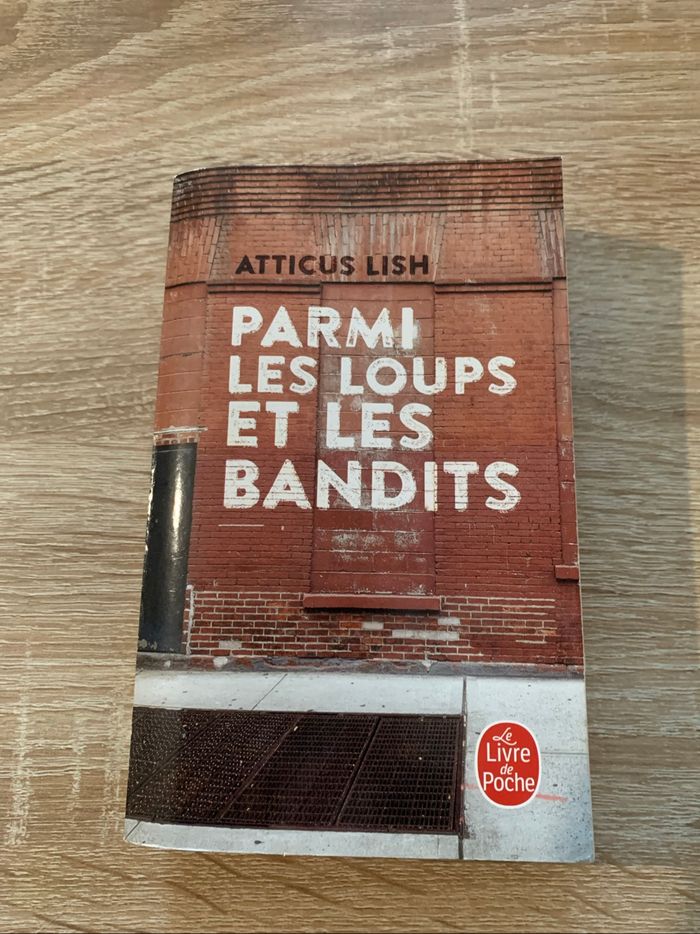 ATTICUS LISH
PARMI
LES LOUPS
ET LES
BANDITS
Le
Livre
de
Poche